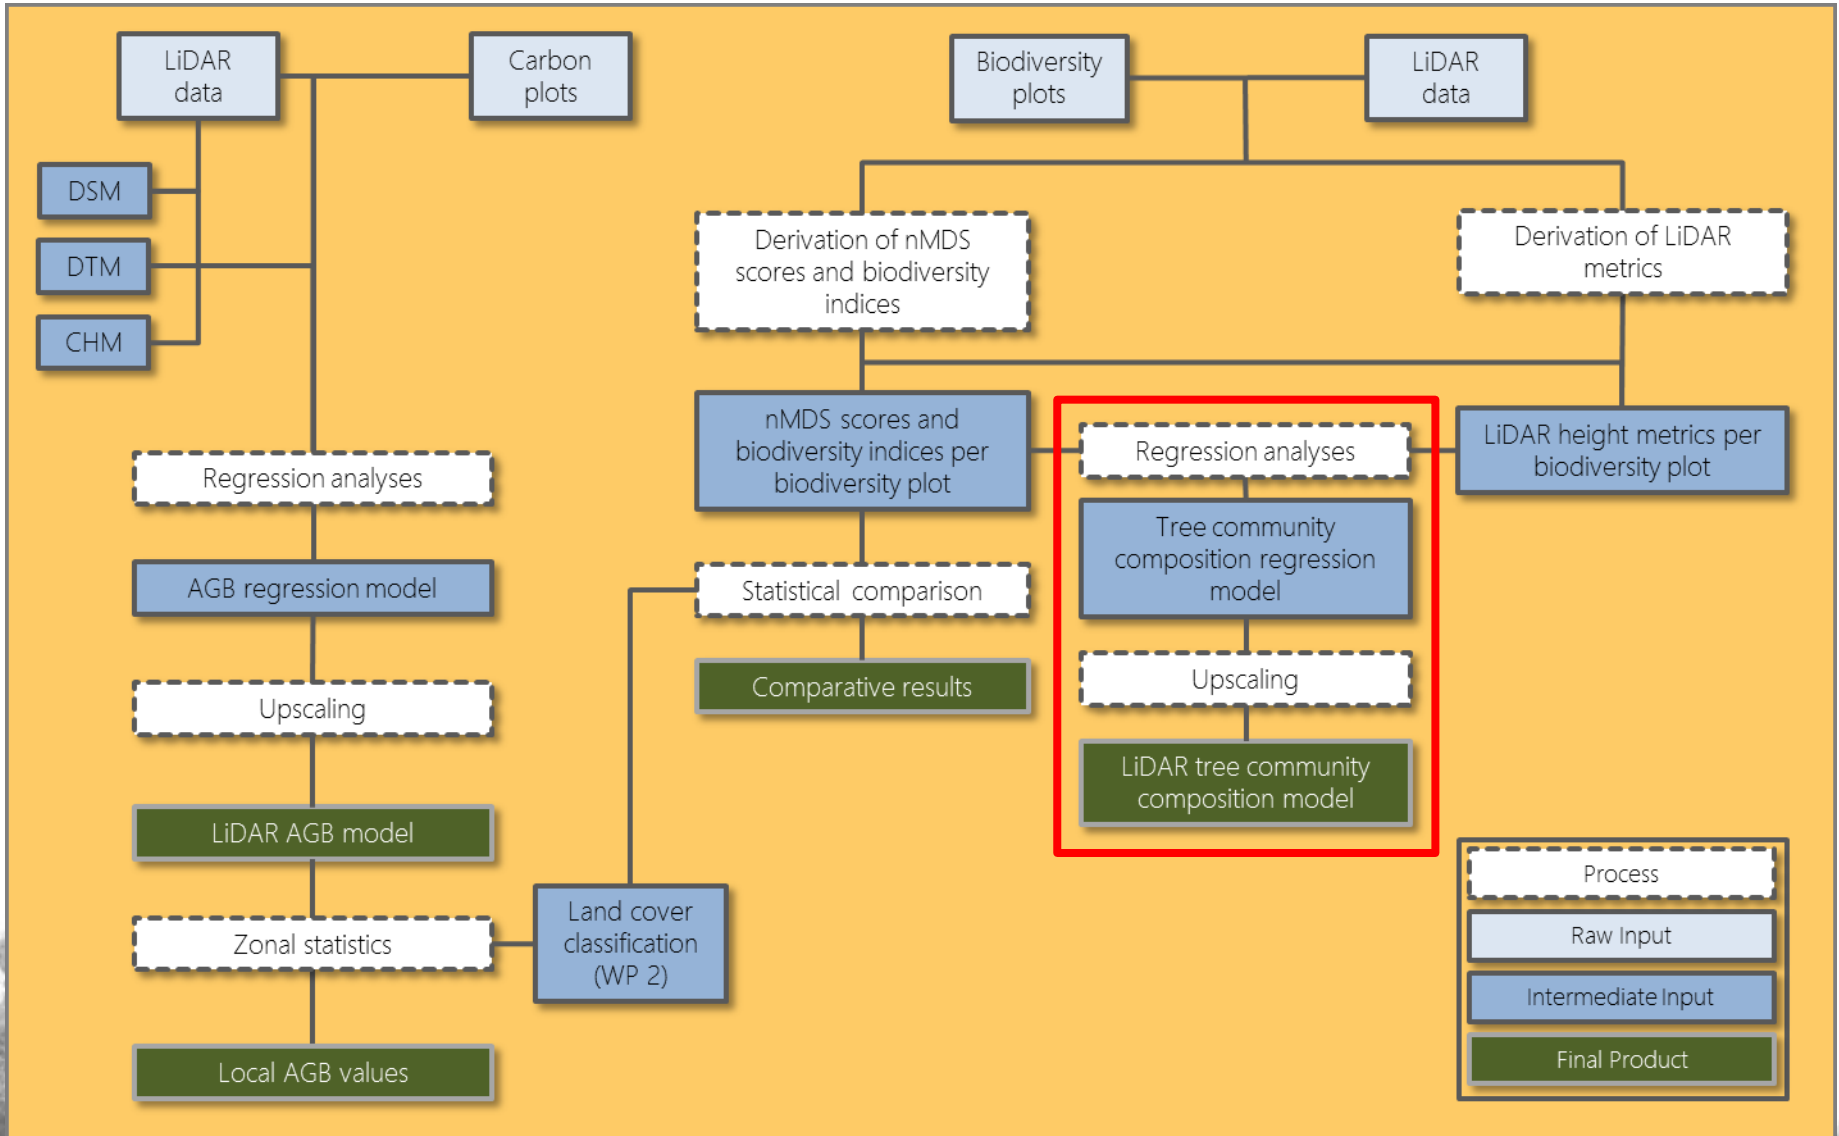 LiDAR
data
Carbon
plots
Biodiversity
plots
LiDAR
data
DSM
DTM
CHM
Derivation of nMDS
scores and biodiversity
indices
Derivation of LiDAR
metrics
nMDS scores and
biodiversity indices per
biodiversity plot
Regression analyses
LiDAR height metrics per
biodiversity plot
Regression analyses
Tree community
composition regression
model
AGB regression model
Statistical comparison
Upscaling
Comparative results
Upscaling
LiDAR tree community
composition model
LiDAR AGB model
Zonal statistics
Land cover
classification
(WP 2)
Local AGB values
Process
Raw Input
Intermediate Input
Final Product